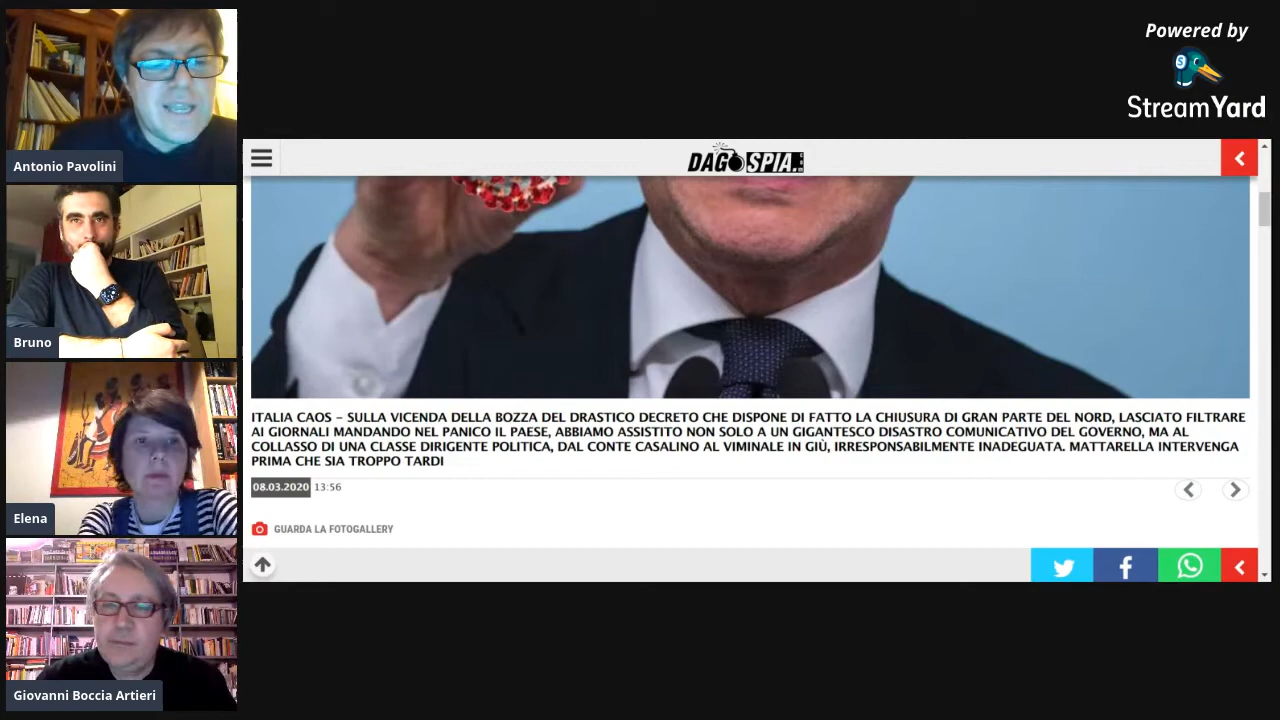 Antonio Pavolini
Bruno
Elena
Giovanni Boccia Artieri
Powered by
StreamYard
DAGOSPIA.
ITALIA CAOS – SULLA VICENDA DELLA BOZZA DEL DRASTICO DECRETO CHE DISPONE DI FATTO LA CHIUSURA DI GRAN PARTE DEL NORD, LASCIATO FILTRARE
AI GIORNALI MANDANDO NEL PANICO IL PAESE, ABBIAMO ASSISTITO NON SOLO A UN GIGANTESCO DISASTRO COMUNICATIVO DEL GOVERNO, MA AL
COLLASSO DI UNA CLASSE DIRIGENTE POLITICA, DAL CONTE CASALINO AL VIMINALE IN GIÙ, IRRESPONSABILMENTE INADEGUATA. MATTARELLA INTERVENGA
PRIMA CHE SIA TROPPO TARDI
08.03.2020 13:56
GUARDA LA FOTOGALLERY